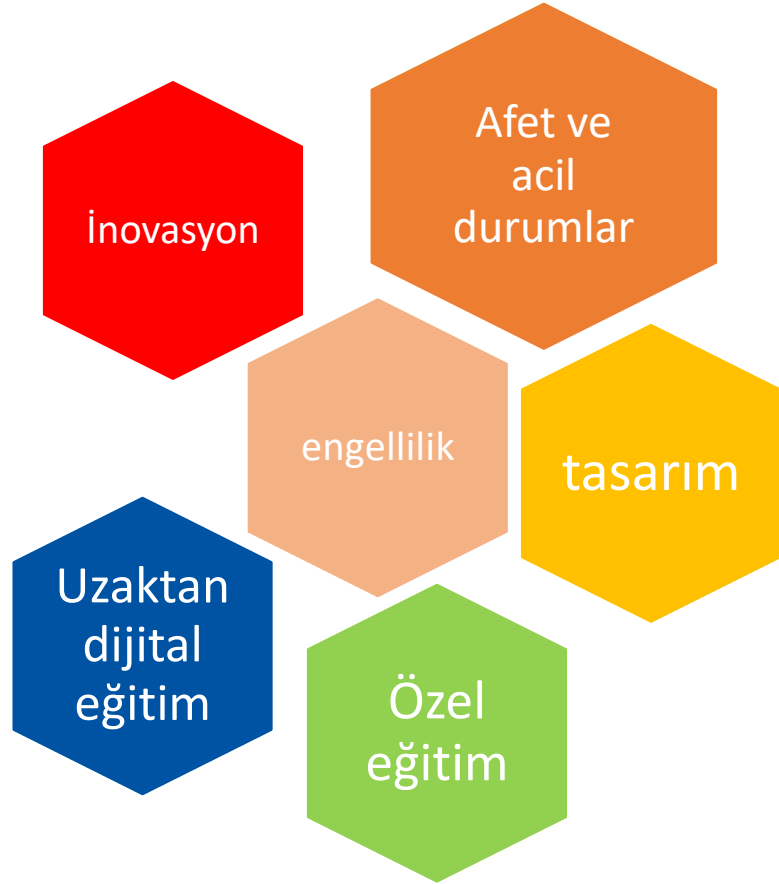 Afet ve
acil
durumlar
İnovasyon
engellilik
tasarım
Uzaktan
dijital
eğitim
Özel
eğitim